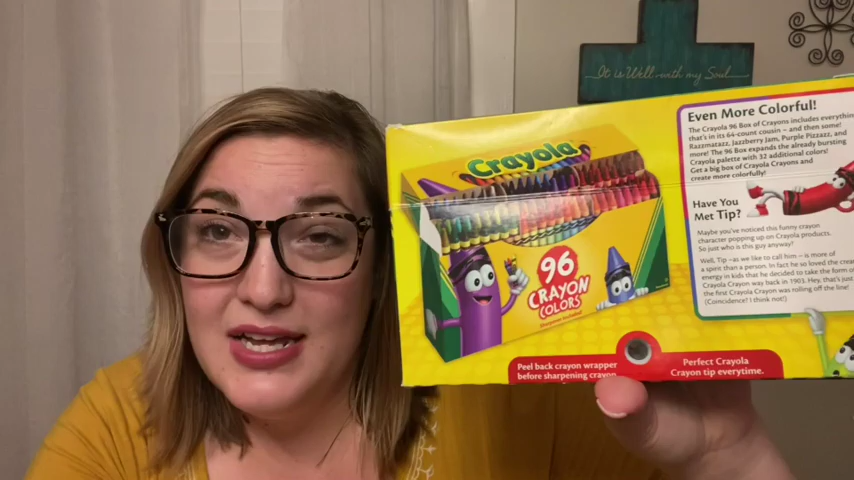 It is Well with my Soul
Even More Colorful!
The Crayola 96 Box of Crayons includes everything
that's in its 64-count cousin – and then some!
Razzmatazz, Jazzberry Jam, Purple Pizzazz, and
more! The 96 Box expands the already bursting
Crayola palette with 32 additional colors!
Get a big box of Crayola Crayons and
create more colorfully!
Have You
Met Tip?
Maybe you've noticed this funny crayon
character popping up on Crayola products.
So just who is this guy anyway?
Well, Tip –as we like to call him – is more of
a spirit than a person. In fact he so loved the
energy in kids that he decided to take the form of
Crayola Crayon way back in 1903. Hey, that's just
the first Crayola Crayon was rolling off the line!
(Coincidence? I think not!)
Crayola
96
CRAYON
COLORS
Sharpener included
Peel back crayon wrapper
before sharpening crayon
Perfect Crayola
Crayon tip everytime.